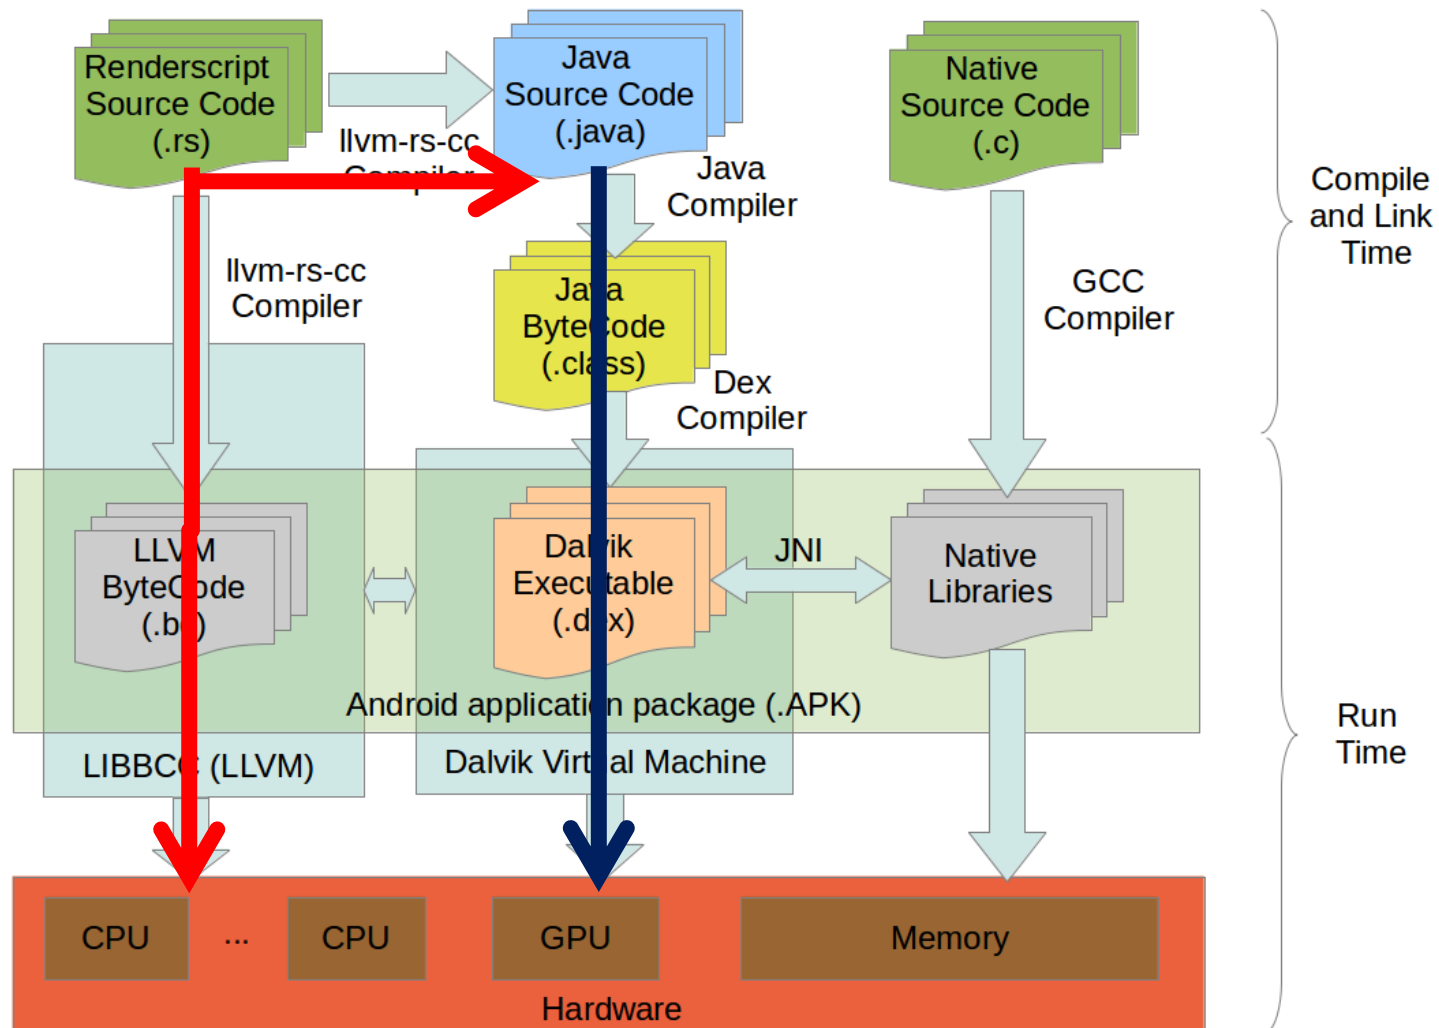 Renderscript
Source Code
(.rs)
llvm-rs-cc
Compiler
Java
Source Code
(.java)
Java
Compiler
Native
Source Code
(.c)
Compile
and Link
Time
llvm-rs-cc
Compiler
Java
ByteCode
(.class)
GCC
Compiler
Dex
Compiler
LLVM
ByteCode
(.bc)
Dalvik
Executable
(.dex)
JNI
Native
Libraries
Android application package (.APK)
LIBBCC (LLVM)
Dalvik Virtual Machine
Run
Time
CPU
...
CPU
GPU
Memory
Hardware